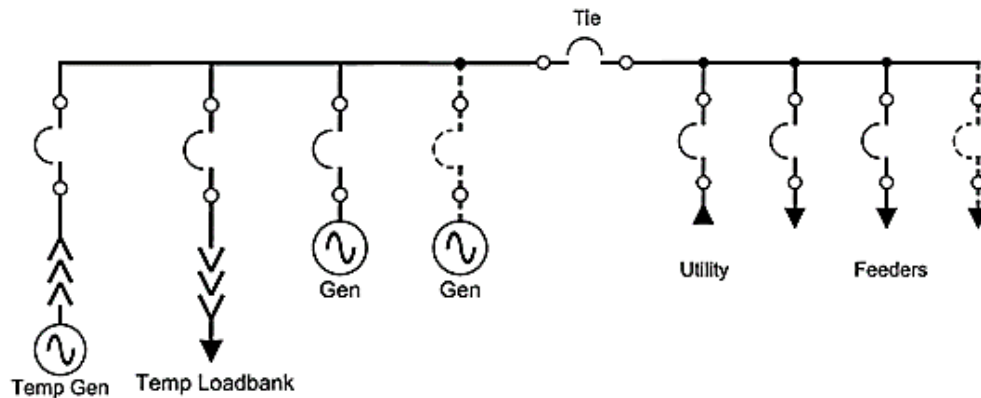 Tie
Utility
Feeders
Gen
Gen
Temp Gen
Temp Loadbank